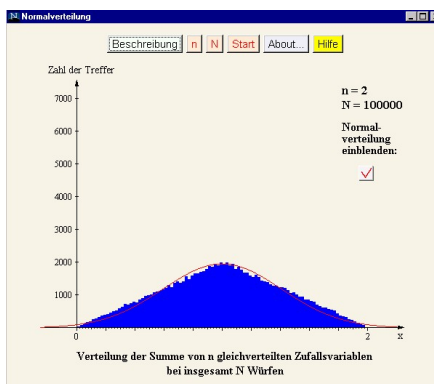 Normalverteilung
Beschreibung n N Start About... Hilfe
Zahl der Treffer
n = 2
N = 100000
Normal-
verteilung
einblenden:
7000
6000
5000
4000
3000
2000
1000
0 2 x
Verteilung der Summe von n gleichverteilten Zufallsvariablen
bei insgesamt N Würfen